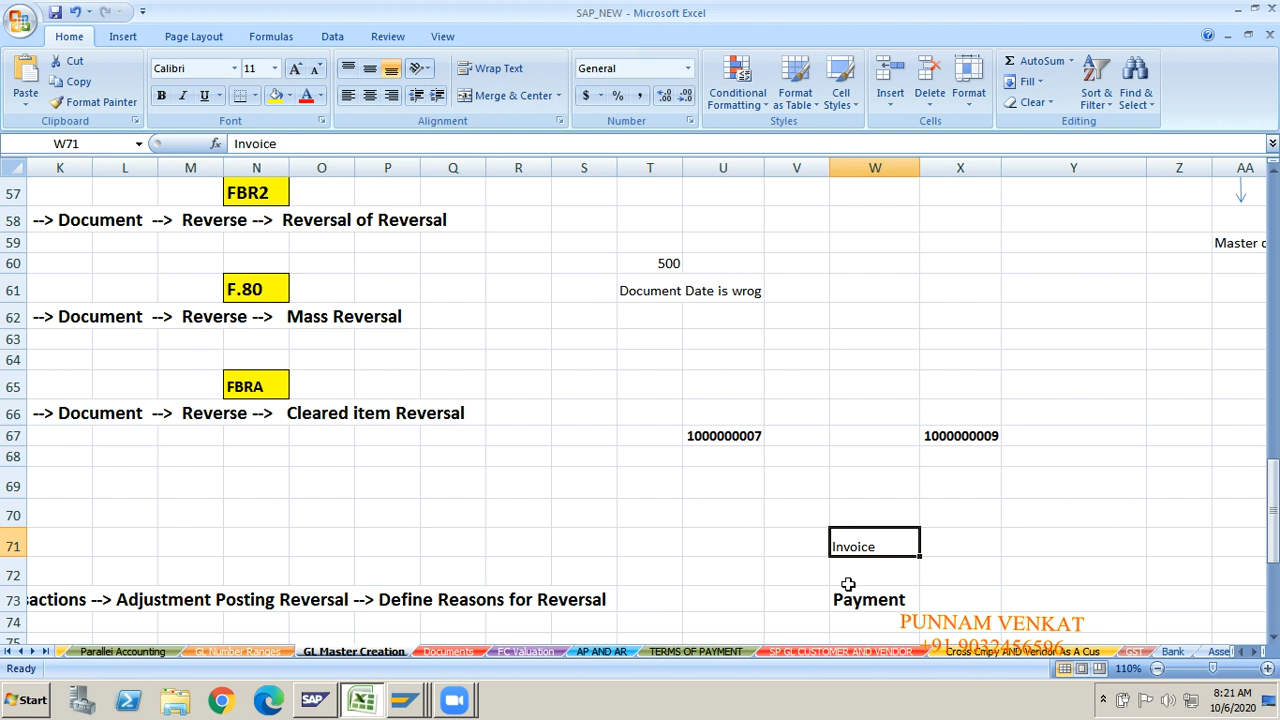 SAP_NEW - Microsoft Excel
Home Insert Page Layout Formulas Data Review View
Paste Cut Calibri 11 Wrap Text General Conditional Formatting Format as Table Cell Styles Insert Delete Format AutoSum Sort & Filter Find & Select
Copy Fill
Format Painter B I U A Merge & Center $ % , Clear
Clipboard Font Alignment Number Styles Cells Editing
W71 fx Invoice
K L M N O P Q R S T U V W X Y Z AA
57 FBR2
58 --> Document --> Reverse --> Reversal of Reversal
59 Master
60 500
61 F.80 Document Date is wrog
62 --> Document --> Reverse --> Mass Reversal
63
64
65 FBRA
66 --> Document --> Reverse --> Cleared item Reversal
67 1000000007 1000000009
68
69
70
71 Invoice
72
73 sactions --> Adjustment Posting Reversal --> Define Reasons for Reversal Payment
74 PUNNAM VENKAT
75 +91 9032456596
Parallel Accounting GL Number Ranges GL Master Creation Documents FC Valuation AP AND AR TERMS OF PAYMENT SP GL CUSTOMER AND VENDOR Cross Cmpy AND Vendor As A Cus GST Bank Asse
Ready 110%
Start SAP 8:21 AM
10/6/2020